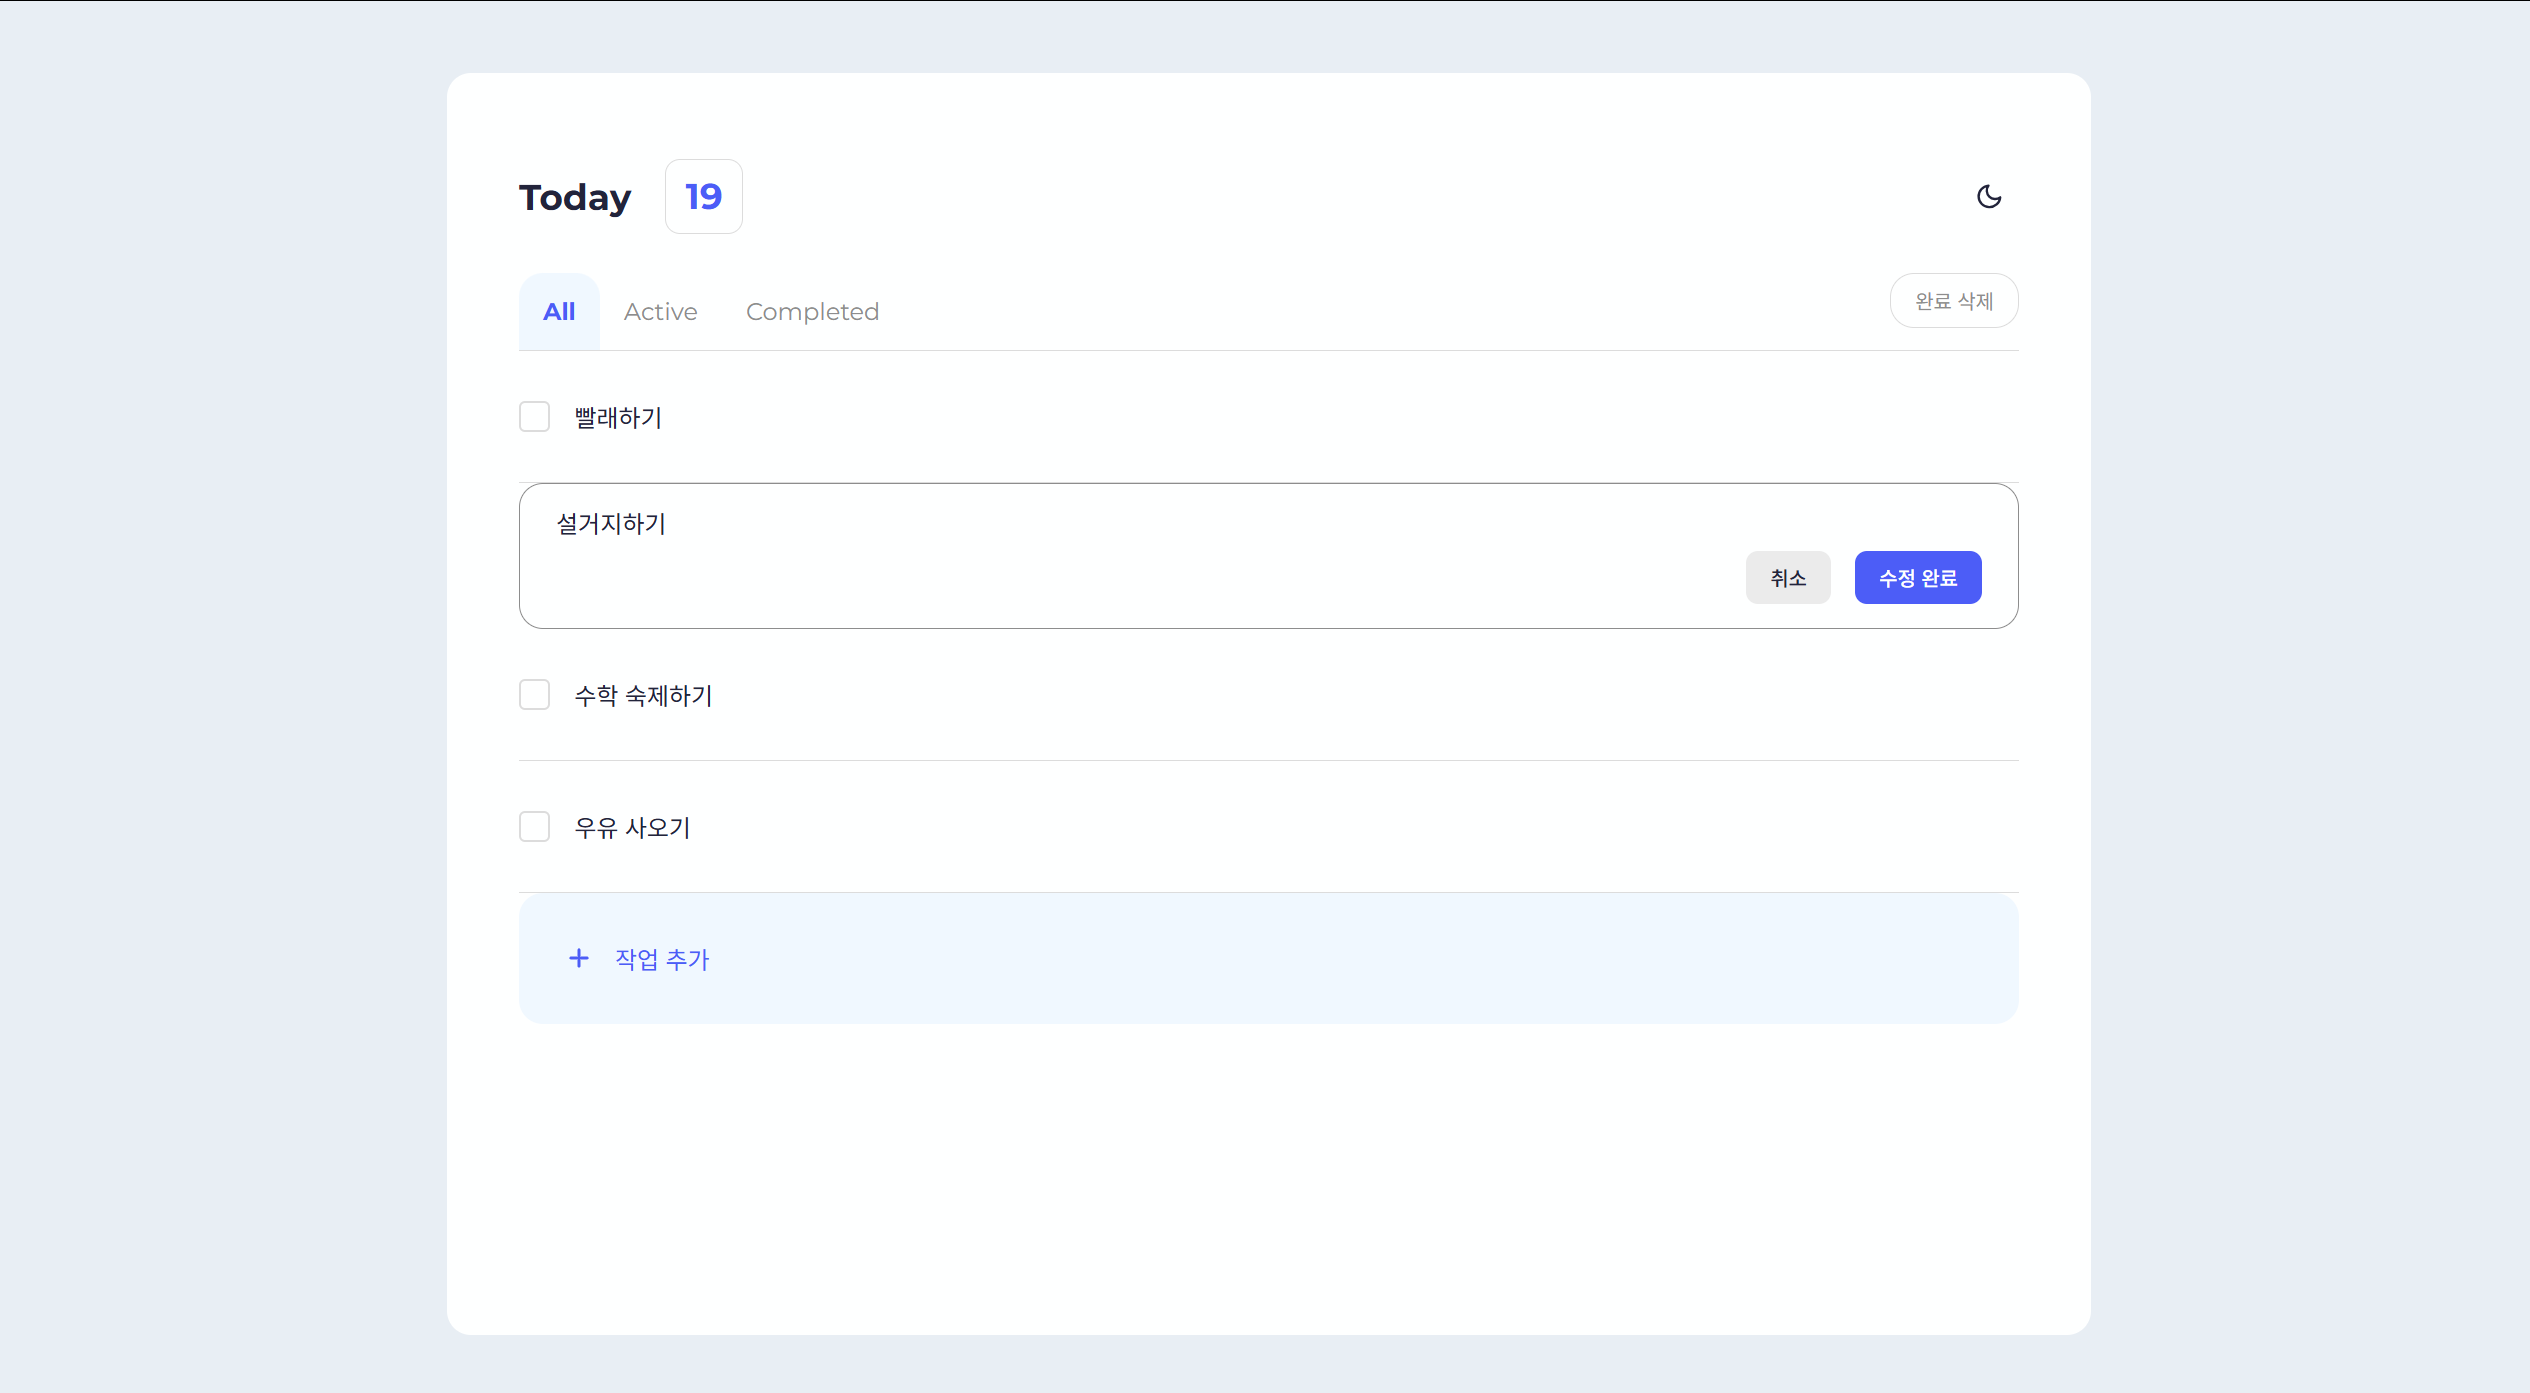 Today 19
All Active Completed 완료 삭제
빨래하기
설거지하기
취소 수정 완료
수학 숙제하기
우유 사오기
+ 작업 추가